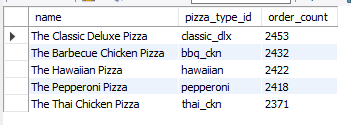 name pizza_type_id order_count
The Classic Deluxe Pizza classic_dlx 2453
The Barbecue Chicken Pizza bbq_ckn 2432
The Hawaiian Pizza hawaiian 2422
The Pepperoni Pizza pepperoni 2418
The Thai Chicken Pizza thai_ckn 2371